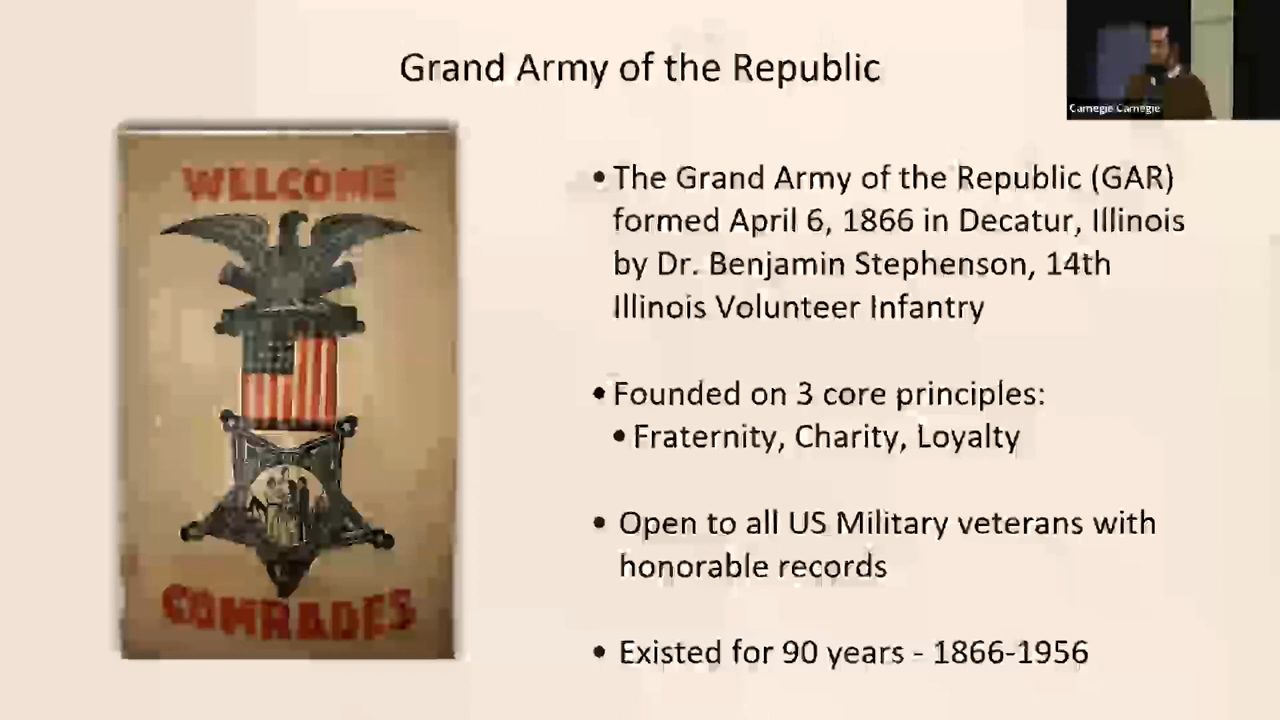 Grand Army of the Republic
Carnegie Carnegie
WELCOME
COMRADES
•The Grand Army of the Republic (GAR)
formed April 6, 1866 in Decatur, Illinois
by Dr. Benjamin Stephenson, 14th
Illinois Volunteer Infantry
•Founded on 3 core principles:
•Fraternity, Charity, Loyalty
• Open to all US Military veterans with
honorable records
• Existed for 90 years - 1866-1956